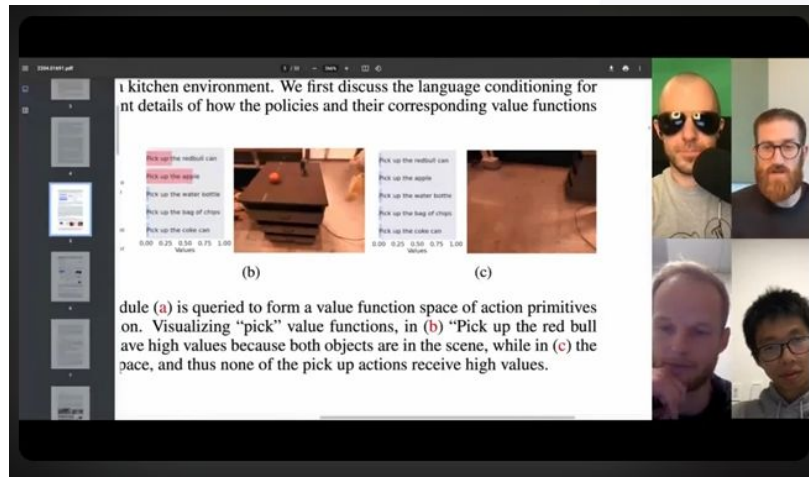 2204.01691.pdf
kitchen environment. We first discuss the language conditioning for
nt details of how the policies and their corresponding value functions
Pick up the redbull can
Pick up the apple
Pick up the water bottle
Pick up the bag of chips
Pick up the coke can
0.00 0.25 0.50 0.75 1.00
Values
(b)
Pick up the redbull can
Pick up the apple
Pick up the water bottle
Pick up the bag of chips
Pick up the coke can
0.00 0.25 0.50 0.75 1.00
Values
(c)
dule (a) is queried to form a value function space of action primitives
on. Visualizing “pick” value functions, in (b) “Pick up the red bull
ave high values because both objects are in the scene, while in (c) the
pace, and thus none of the pick up actions receive high values.